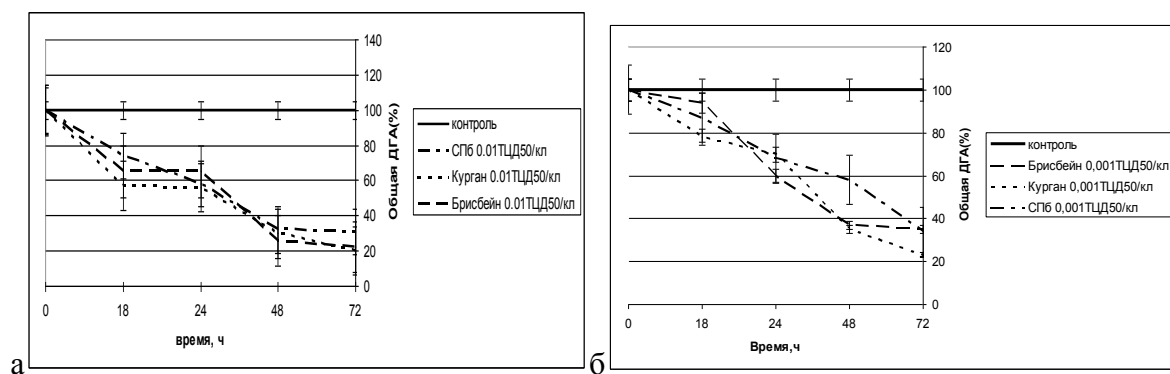 140
120
100
80
60
40
20
0
Общая ДГА(%)
0 18 24 48 72
время, ч
контроль
СПб 0.01ТЦД50/кл
Курган 0.01ТЦД50/кл
Брисбейн 0.01ТЦД50/кл
а
120
100
80
60
40
20
0
Общая ДГА(%)
0 18 24 48 72
Время,ч
контроль
Брисбейн 0,001ТЦД50/кл
Курган 0,001ТЦД50/кл
СПб 0,001ТЦД50/кл
б